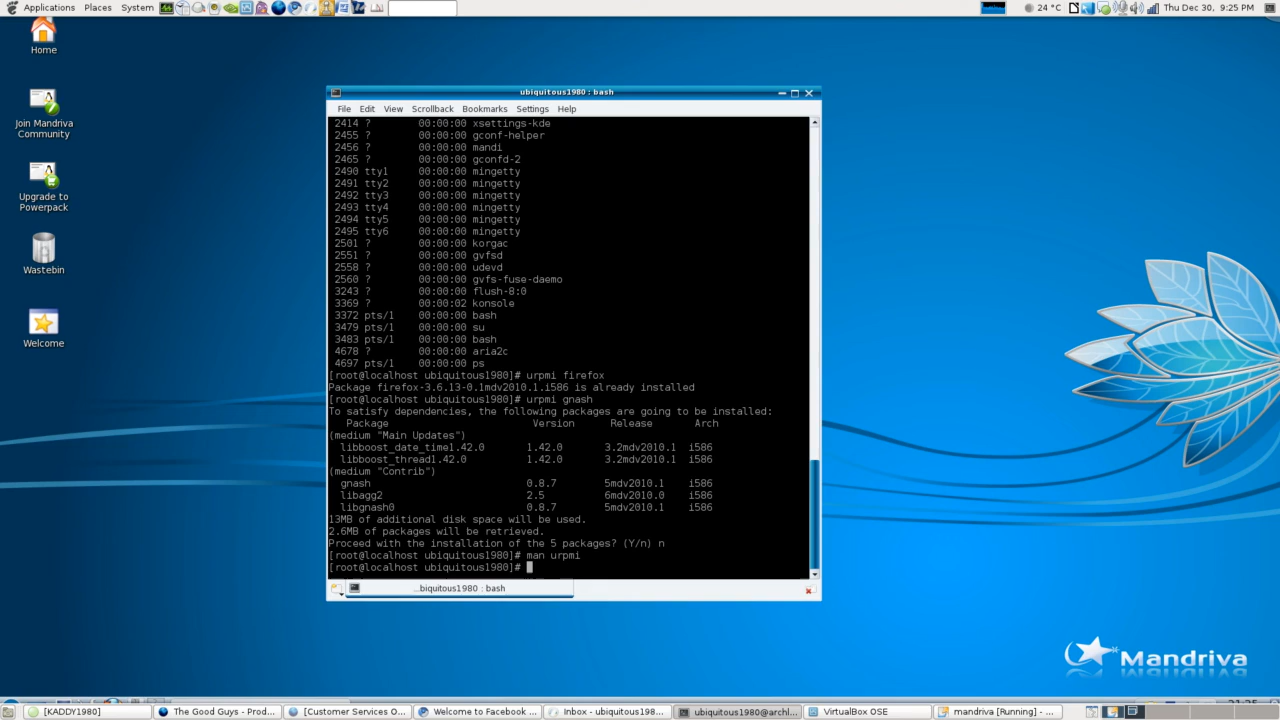 Applications Places System
24 °C
Thu Dec 30, 9:25 PM
Home
Join Mandriva
Community
Upgrade to
Powerpack
Wastebin
Welcome
ubiquitous1980 : bash
File Edit View Scrollback Bookmarks Settings Help
2414 ? 00:00:00 xsettings-kde
2455 ? 00:00:00 gconf-helper
2456 ? 00:00:00 mandi
2465 ? 00:00:00 gconfd-2
2490 tty1 00:00:00 mingetty
2491 tty2 00:00:00 mingetty
2492 tty3 00:00:00 mingetty
2493 tty4 00:00:00 mingetty
2494 tty5 00:00:00 mingetty
2495 tty6 00:00:00 mingetty
2501 ? 00:00:00 korgac
2551 ? 00:00:00 gvfsd
2558 ? 00:00:00 udevd
2560 ? 00:00:00 gvfs-fuse-daemo
3243 ? 00:00:00 flush-8:0
3369 ? 00:00:02 konsole
3372 pts/1 00:00:00 bash
3479 pts/1 00:00:00 su
3483 pts/1 00:00:00 bash
4678 ? 00:00:00 aria2c
4697 pts/1 00:00:00 ps
[root@localhost ubiquitous1980]# urpmi firefox
Package firefox-3.6.13-0.1mdv2010.1.i586 is already installed
[root@localhost ubiquitous1980]# urpmi gnash
To satisfy dependencies, the following packages are going to be installed:
Package Version Release Arch
(medium "Main Updates")
libboost_date_time1.42.0 1.42.0 3.2mdv2010.1 i586
libboost_thread1.42.0 1.42.0 3.2mdv2010.1 i586
(medium "Contrib")
gnash 0.8.7 5mdv2010.1 i586
libagg2 2.5 6mdv2010.0 i586
libgnash0 0.8.7 5mdv2010.1 i586
13MB of additional disk space will be used.
2.6MB of packages will be retrieved.
Proceed with the installation of the 5 packages? (Y/n) n
[root@localhost ubiquitous1980]# man urpmi
[root@localhost ubiquitous1980]#
...biquitous1980 : bash
Mandriva
[KADDY1980]
The Good Guys - Prod...
[Customer Services O...
Welcome to Facebook ...
Inbox - ubiquitous198...
ubiquitous1980@archl...
VirtualBox OSE
mandriva [Running] - ...